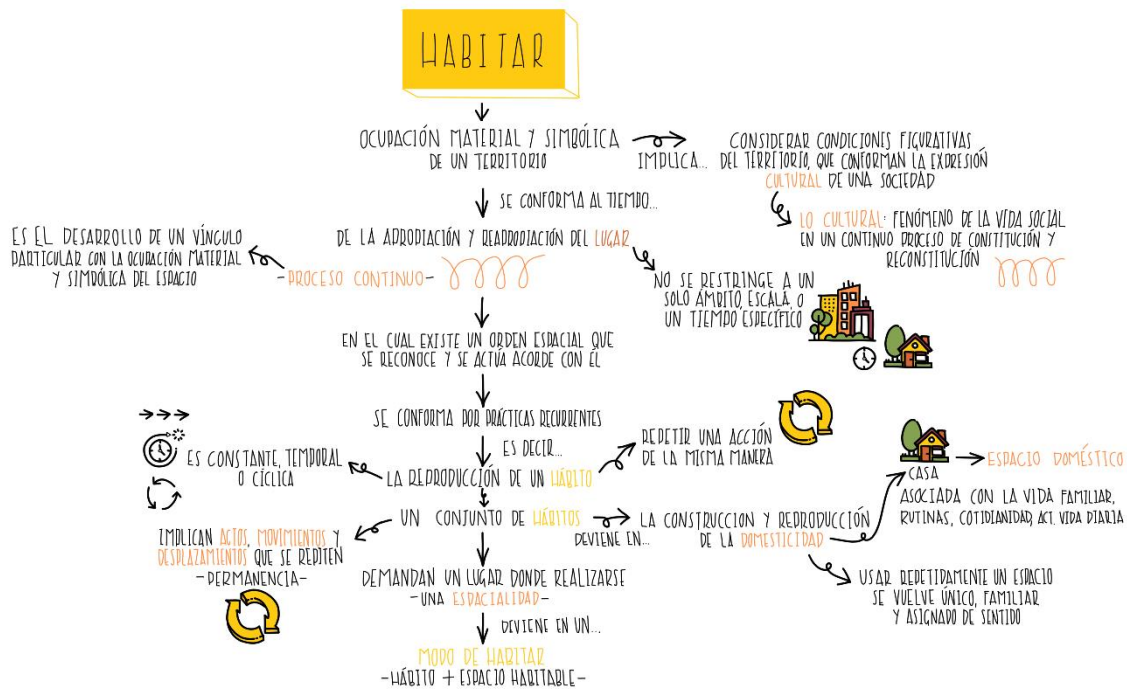 HABITAR
OCUPACIÓN MATERIAL Y SIMBÓLICA
DE UN TERRITORIO
IMPLICA...
CONSIDERAR CONDICIONES FIGURATIVAS
DEL TERRITORIO, QUE CONFORMAN LA EXPRESIÓN
CULTURAL DE UNA SOCIEDAD
LO CULTURAL: FENÓMENO DE LA VIDA SOCIAL
EN UN CONTINUO PROCESO DE CONSTITUCIÓN Y
RECONSTITUCIÓN
SE CONFORMA AL TIEMPO...
DE LA APROPIACIÓN Y REAPROPIACIÓN DEL LUGAR
-PROCESO CONTINUO-
ES EL DESARROLLO DE UN VÍNCULO
PARTICULAR CON LA OCUPACIÓN MATERIAL
Y SIMBÓLICA DEL ESPACIO
NO SE RESTRINGE A UN
SOLO ÁMBITO, ESCALA, O
UN TIEMPO ESPECÍFICO
EN EL CUAL EXISTE UN ORDEN ESPACIAL QUE
SE RECONOCE Y SE ACTÚA ACORDE CON ÉL
SE CONFORMA POR PRÁCTICAS RECURRENTES
ES DECIR...
LA REPRODUCCIÓN DE UN HÁBITO
REPETIR UNA ACCIÓN
DE LA MISMA MANERA
ES CONSTANTE, TEMPORAL
O CÍCLICA
UN CONJUNTO DE HÁBITOS
DEVIENE EN...
LA CONSTRUCCION Y REPRODUCCIÓN
DE LA DOMESTICIDAD
CASA
ESPACIO DOMÉSTICO
ASOCIADA CON LA VIDA FAMILIAR,
RUTINAS, COTIDIANIDAD, ACT. VIDA DIARIA
USAR REPETIDAMENTE UN ESPACIO
SE VUELVE ÚNICO, FAMILIAR
Y ASIGNADO DE SENTIDO
IMPLICAN ACTOS, MOVIMIENTOS Y
DESPLAZAMIENTOS QUE SE REPITEN
-PERMANENCIA-
DEMANDAN UN LUGAR DONDE REALIZARSE
-UNA ESPACIALIDAD-
DEVIENE EN UN...
MODO DE HABITAR
-HÁBITO + ESPACIO HABITABLE-